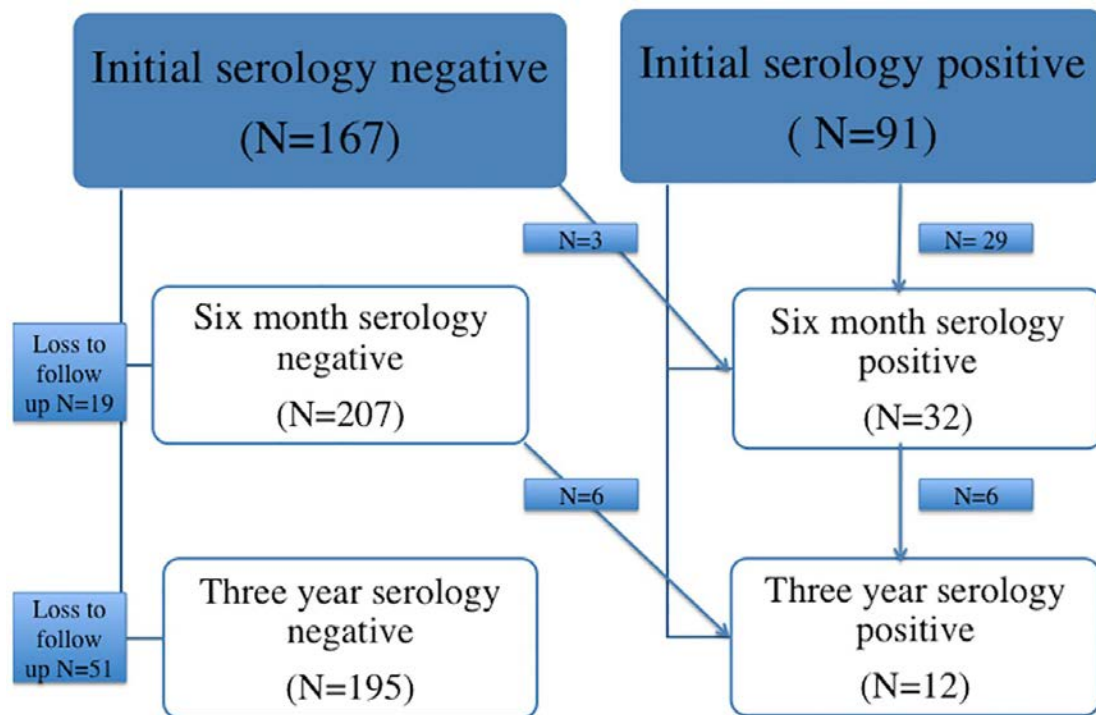 Initial serology negative
(N=167)
Initial serology positive
( N=91)
N=3
N= 29
Loss to
follow
up N=19
Six month serology
negative
(N=207)
Six month serology
positive
(N=32)
N=6
N=6
Loss to
follow
up N=51
Three year serology
negative
(N=195)
Three year serology
positive
(N=12)